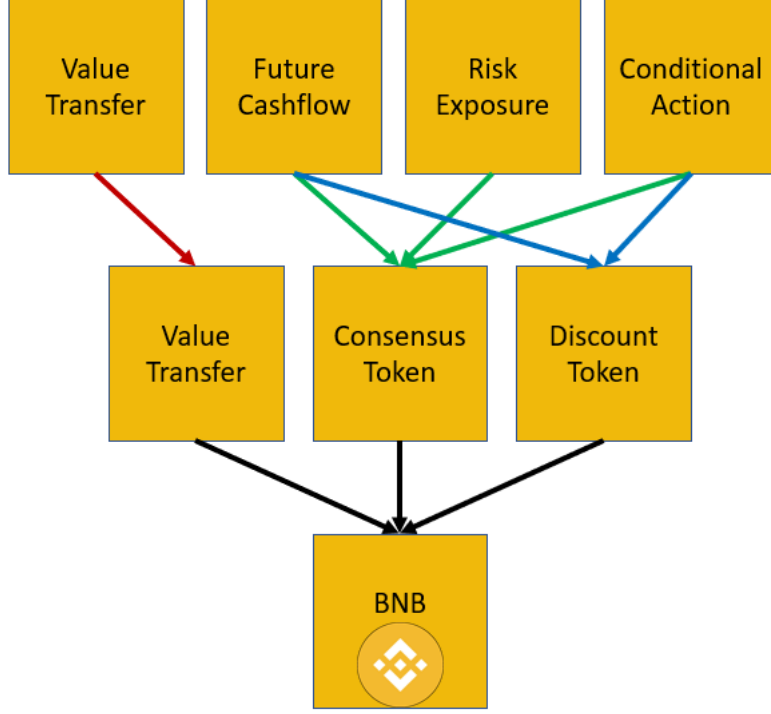 Value
Transfer
Future
Cashflow
Risk
Exposure
Conditional
Action
Value
Transfer
Consensus
Token
Discount
Token
BNB